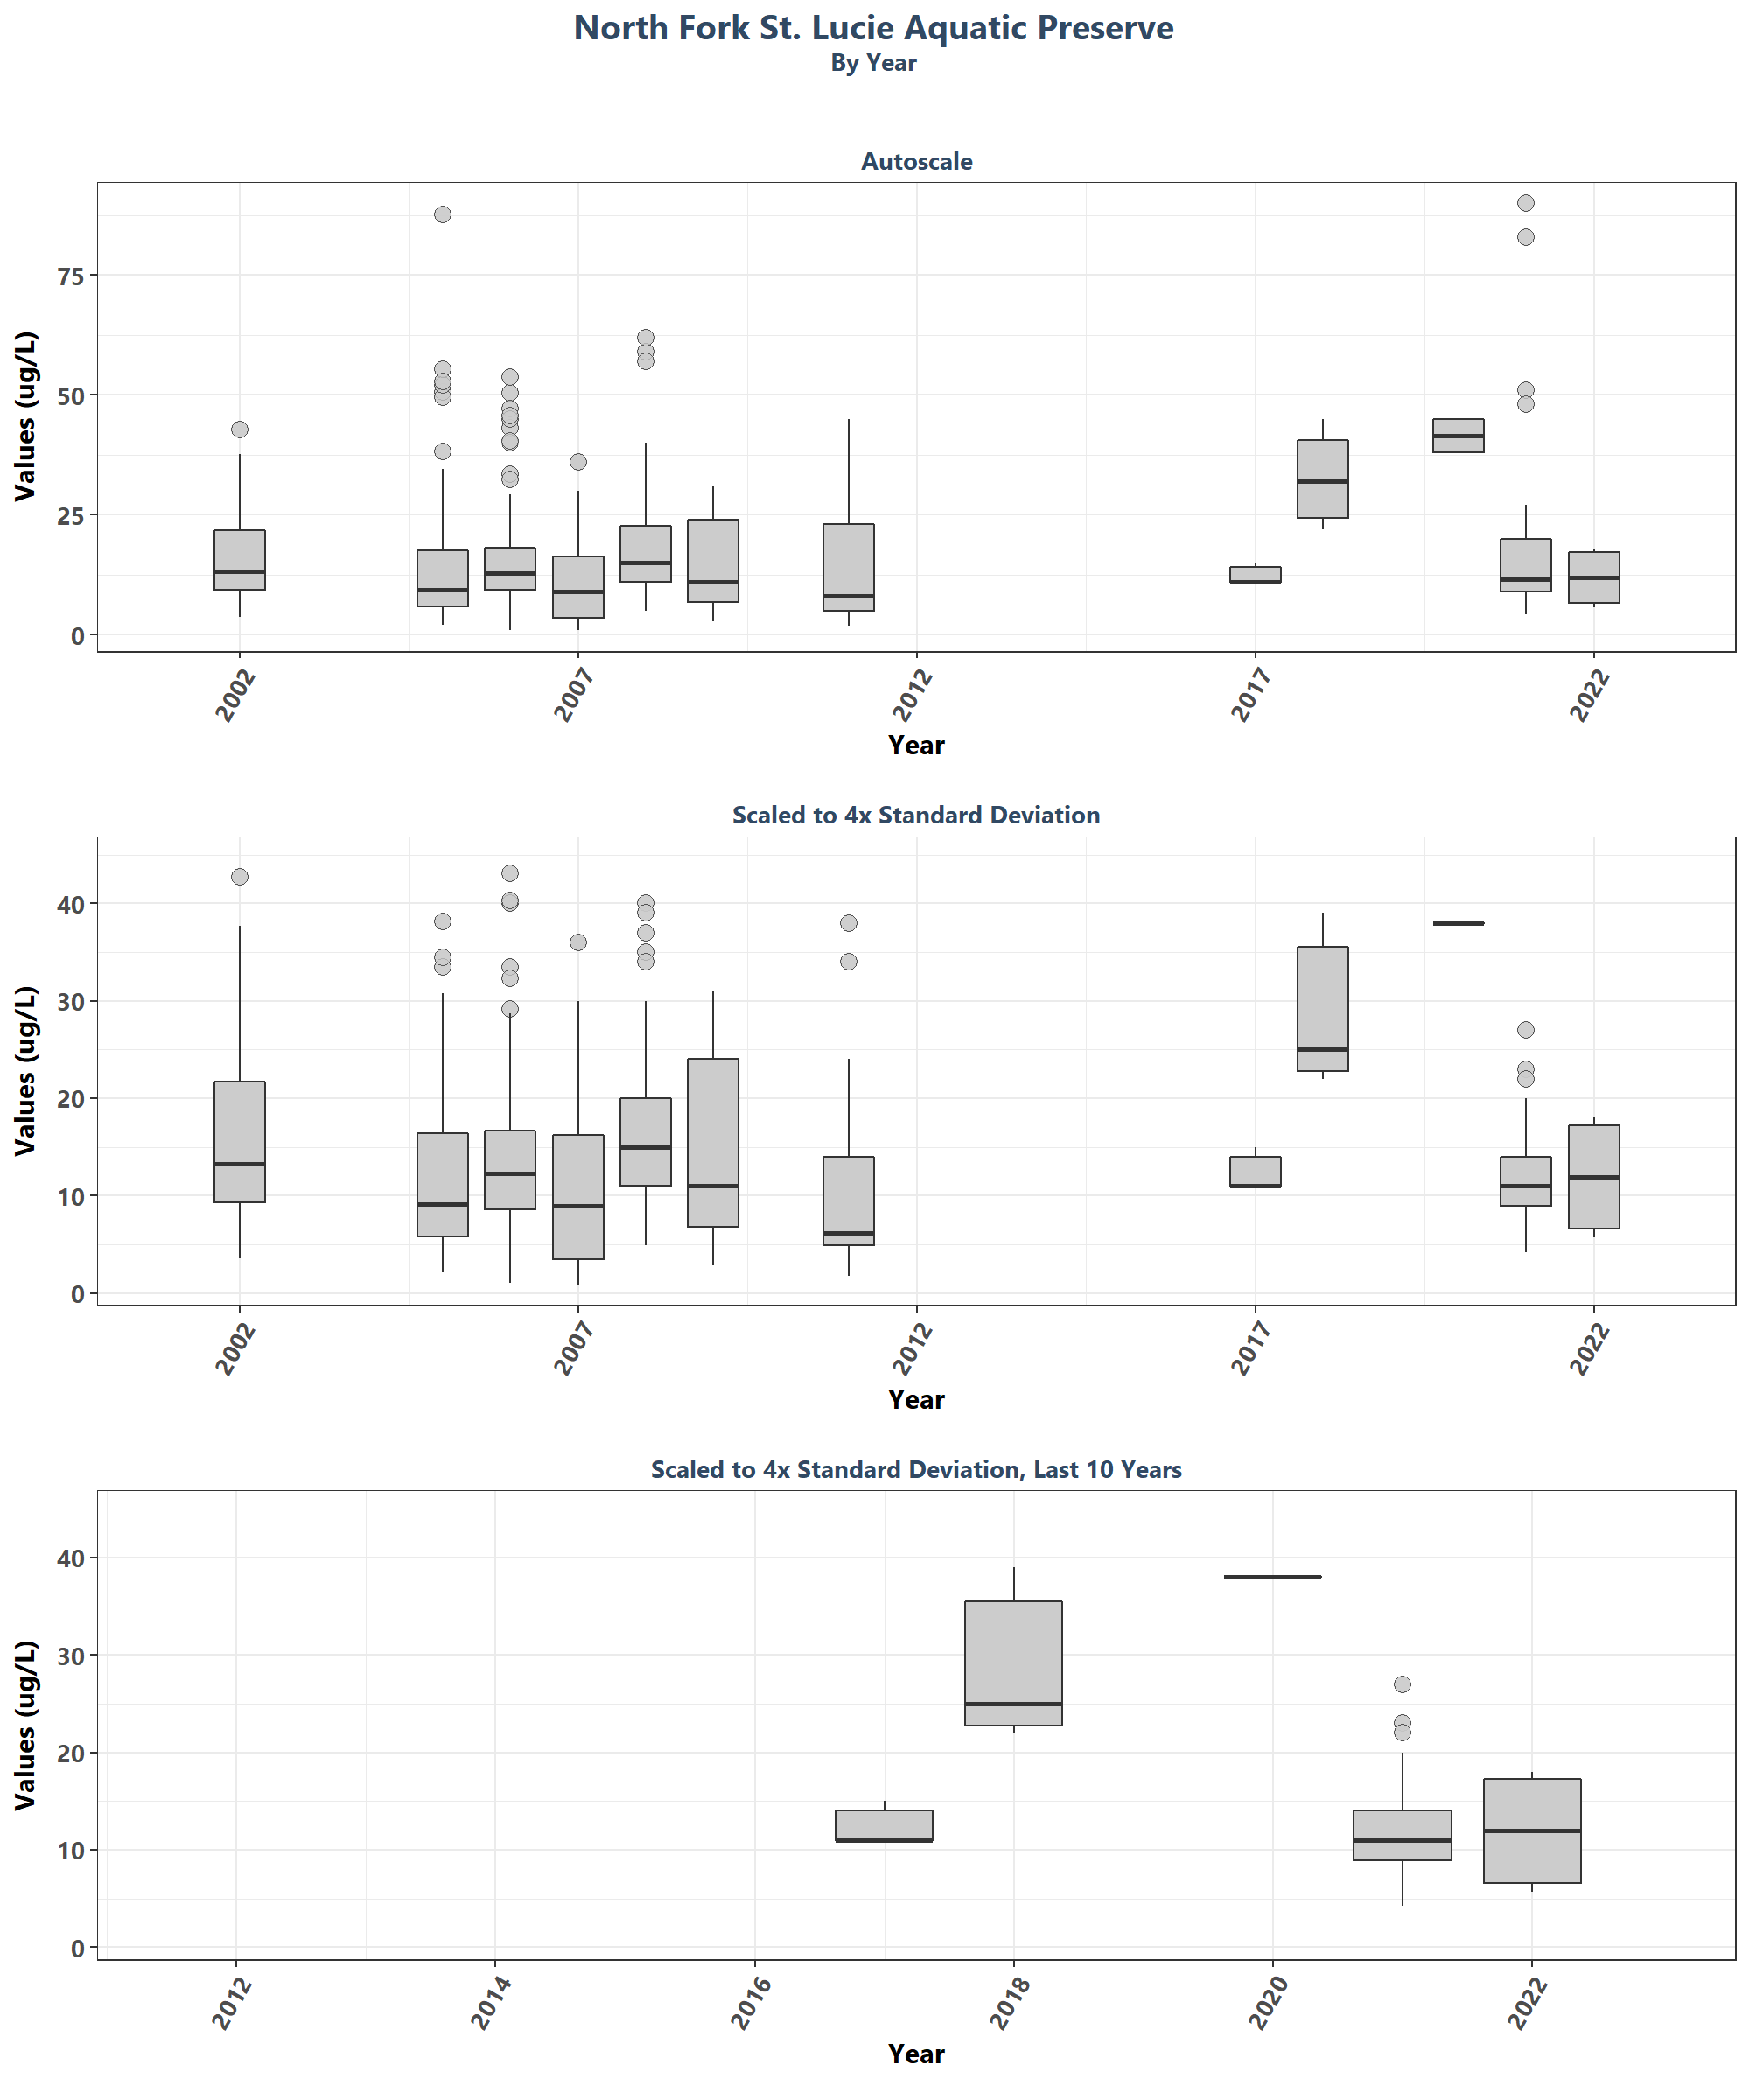 North Fork St. Lucie Aquatic Preserve
By Year
Autoscale
Values (ug/L)
75
50
25
0
2002 2007 2012 2017 2022
Year
Scaled to 4x Standard Deviation
Values (ug/L)
40
30
20
10
0
2002 2007 2012 2017 2022
Year
Scaled to 4x Standard Deviation, Last 10 Years
Values (ug/L)
40
30
20
10
0
2012 2014 2016 2018 2020 2022
Year